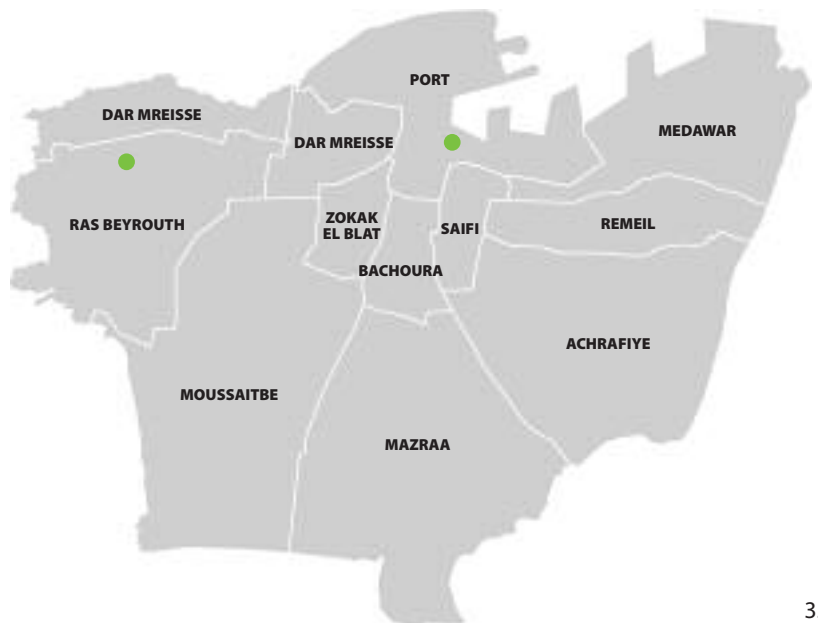 PORT
DAR MREISSE
MEDAWAR
DAR MREISSE
RAS BEYROUTH
ZOKAK
EL BLAT
SAIFI
REMEIL
BACHOURA
ACHRAFIYE
MOUSSAITBE
MAZRAA
3.